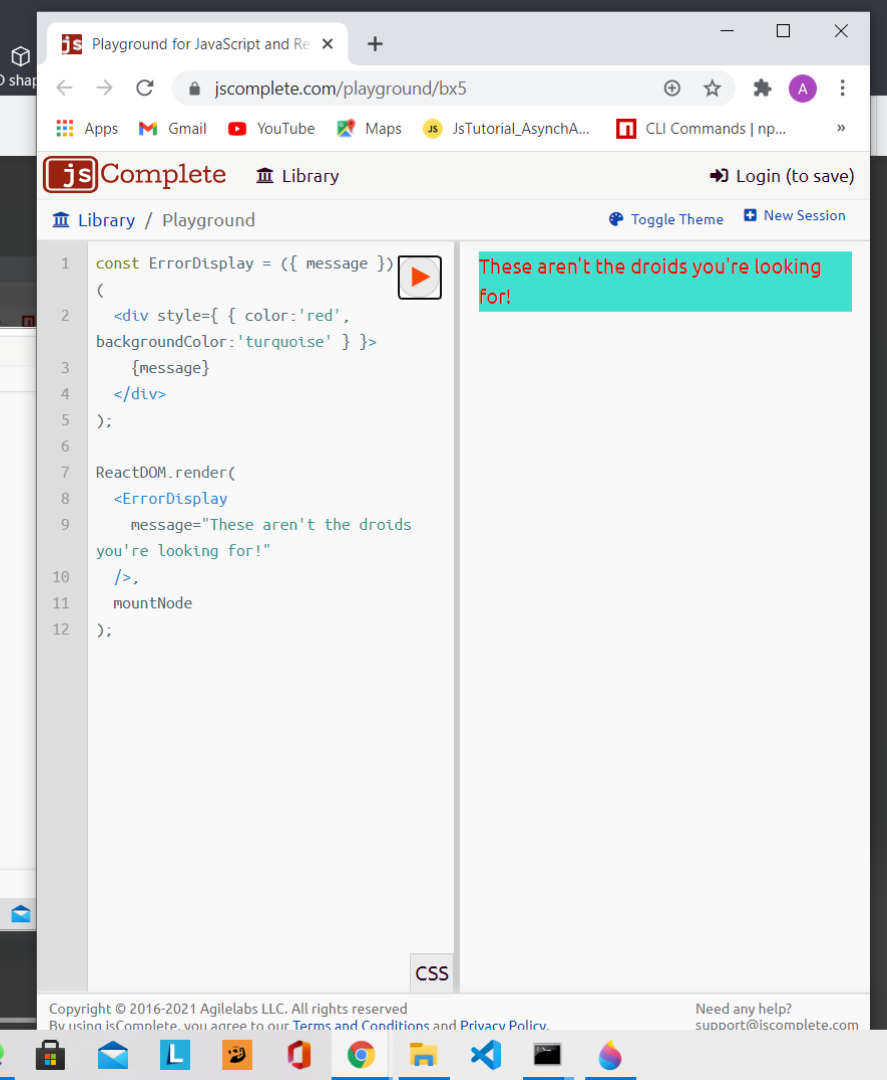 D shap
js Playground for JavaScript and Re
jscomplete.com/playground/bx5
A
Apps Gmail YouTube Maps JS JsTutorial_AsynchA... CLI Commands | np... »
jsComplete Library Login (to save)
Library / Playground Toggle Theme New Session
1 const ErrorDisplay = ({ message })
(
2 <div style={ { color:'red',
backgroundColor:'turquoise' } }>
3 {message}
4 </div>
5 );
6
7 ReactDOM.render(
8 <ErrorDisplay
9 message="These aren't the droids
you're looking for!"
10 />,
11 mountNode
12 );
These aren't the droids you're looking
for!
CSS
Copyright © 2016-2021 Agilelabs LLC. All rights reserved
By using jsComplete, you agree to our Terms and Conditions and Privacy Policy.
Need any help?
support@jscomplete.com
L